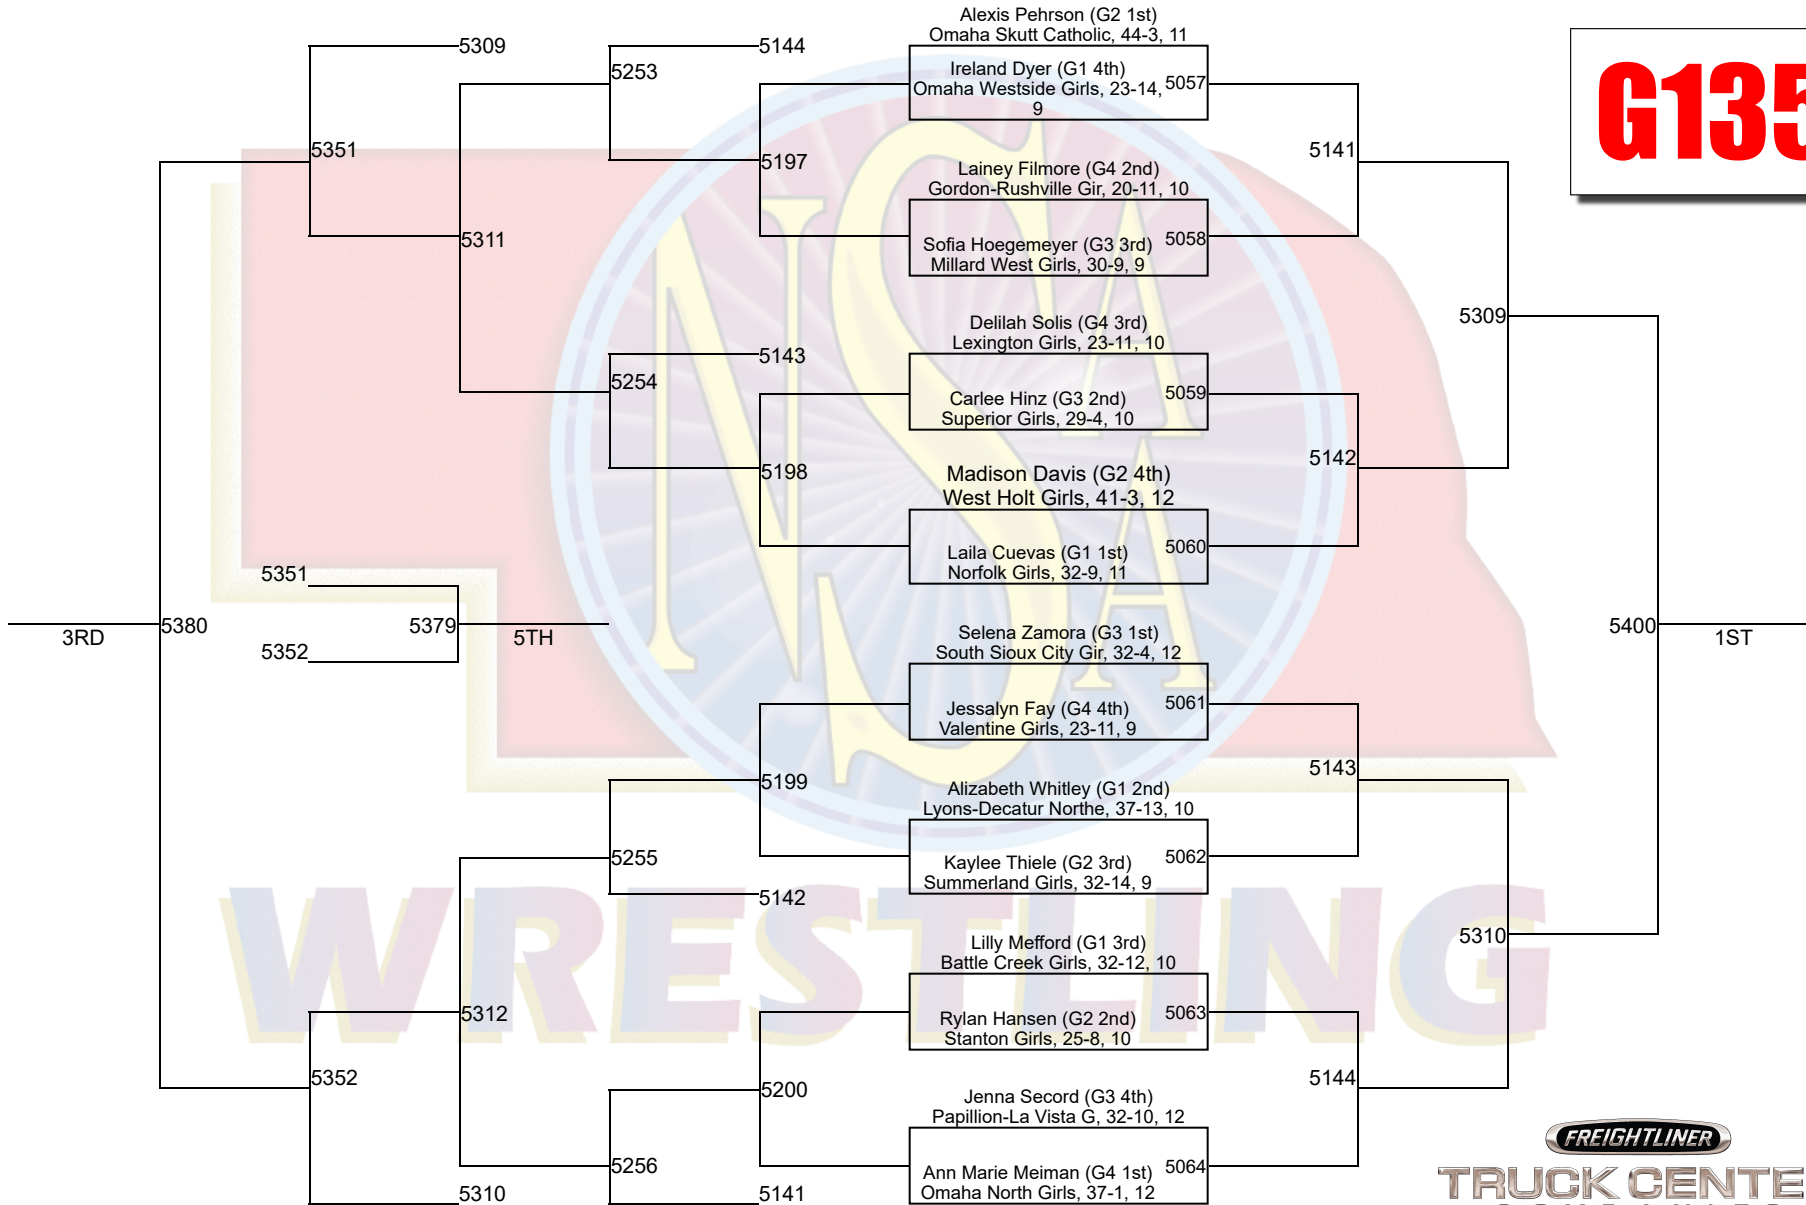 Alexis Pehrson (G2 1st)
Omaha Skutt Catholic, 44-3, 11
G135
5309
5144
5253
Ireland Dyer (G1 4th)
Omaha Westside Girls, 23-14,
9
5057
5351
5197
5141
Lainey Filmore (G4 2nd)
Gordon-Rushville Gir, 20-11, 10
5311
Sofia Hoegemeyer (G3 3rd)
Millard West Girls, 30-9, 9
5058
Delilah Solis (G4 3rd)
Lexington Girls, 23-11, 10
5309
5143
5254
Carlee Hinz (G3 2nd)
Superior Girls, 29-4, 10
5059
5198
5142
Madison Davis (G2 4th)
West Holt Girls, 41-3, 12
Laila Cuevas (G1 1st)
Norfolk Girls, 32-9, 11
5060
5351
3RD
5380
5379
5TH
5352
Selena Zamora (G3 1st)
South Sioux City Gir, 32-4, 12
5400
1ST
Jessalyn Fay (G4 4th)
Valentine Girls, 23-11, 9
5061
5199
5143
Alizabeth Whitley (G1 2nd)
Lyons-Decatur Northe, 37-13, 10
5255
Kaylee Thiele (G2 3rd)
Summerland Girls, 32-14, 9
5062
5142
Lilly Mefford (G1 3rd)
Battle Creek Girls, 32-12, 10
5310
5312
Rylan Hansen (G2 2nd)
Stanton Girls, 25-8, 10
5063
5352
5200
5144
Jenna Secord (G3 4th)
Papillion-La Vista G, 32-10, 12
5256
Ann Marie Meiman (G4 1st)
Omaha North Girls, 37-1, 12
5064
5310
5141
NSAA
WRESTLING
FREIGHTLINER
TRUCK CENTE